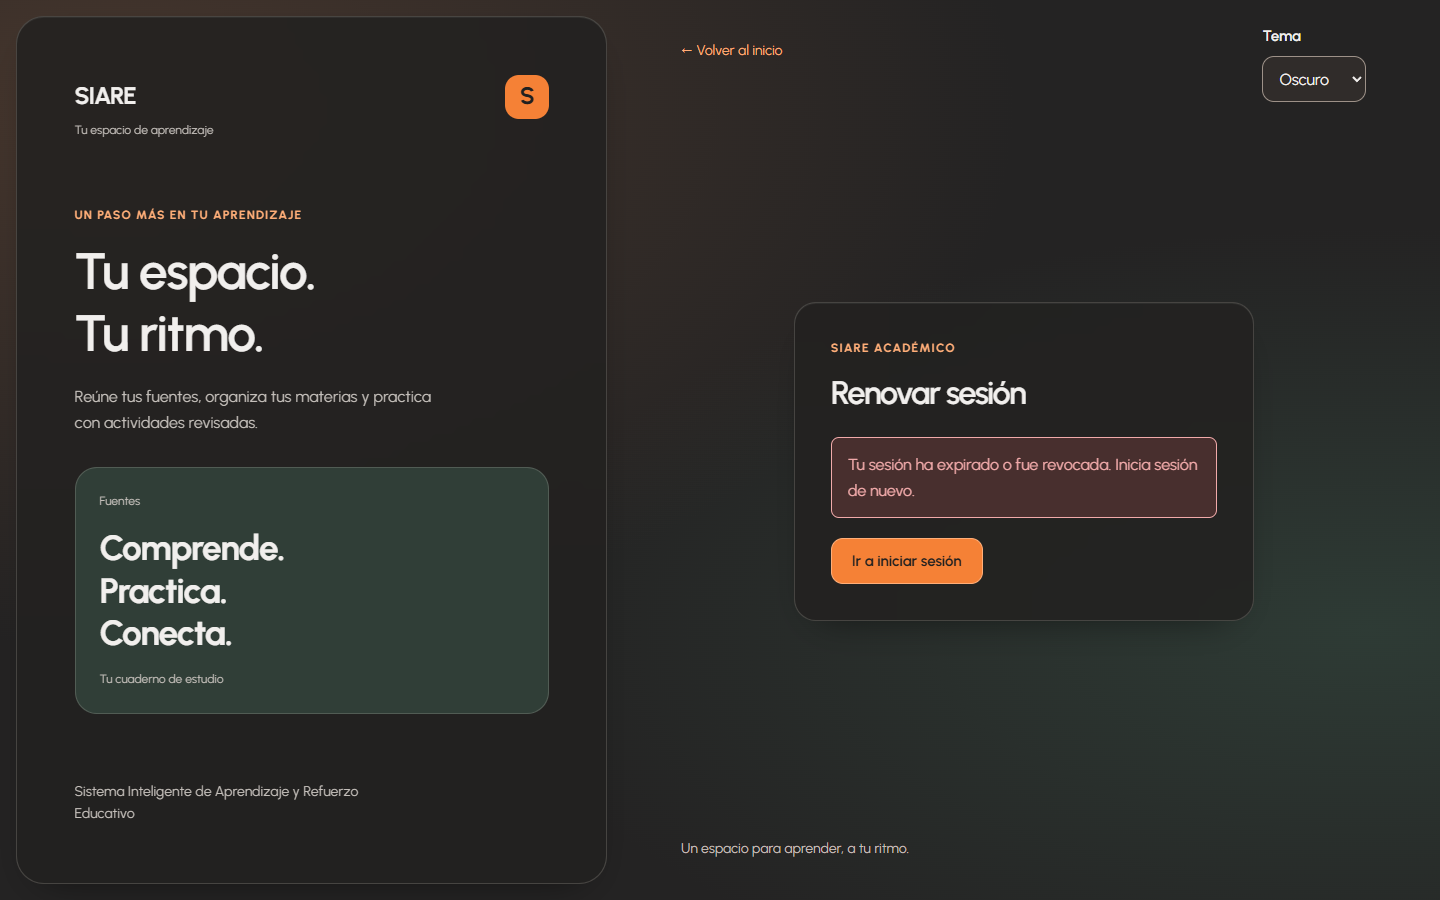 SIARE
S
Tu espacio de aprendizaje
UN PASO MÁS EN TU APRENDIZAJE
Tu espacio.
Tu ritmo.
Reúne tus fuentes, organiza tus materias y practica
con actividades revisadas.
Fuentes
Comprende.
Practica.
Conecta.
Tu cuaderno de estudio
Sistema Inteligente de Aprendizaje y Refuerzo
Educativo
← Volver al inicio
Tema
Oscuro
SIARE ACADÉMICO
Renovar sesión
Tu sesión ha expirado o fue revocada. Inicia sesión
de nuevo.
Ir a iniciar sesión
Un espacio para aprender, a tu ritmo.